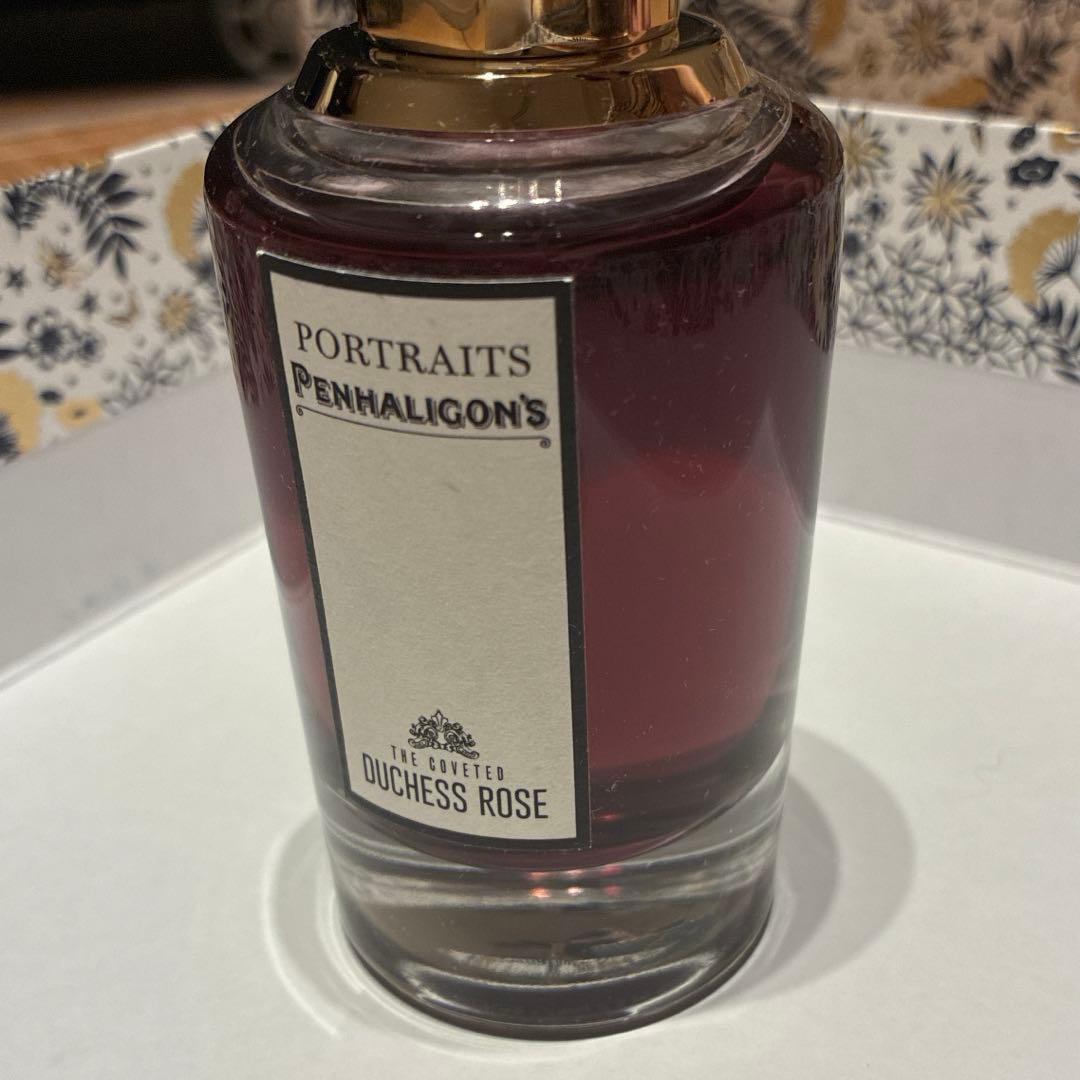 PORTRAITS
PENHALIGON'S
THE COVETED
DUCHESS ROSE